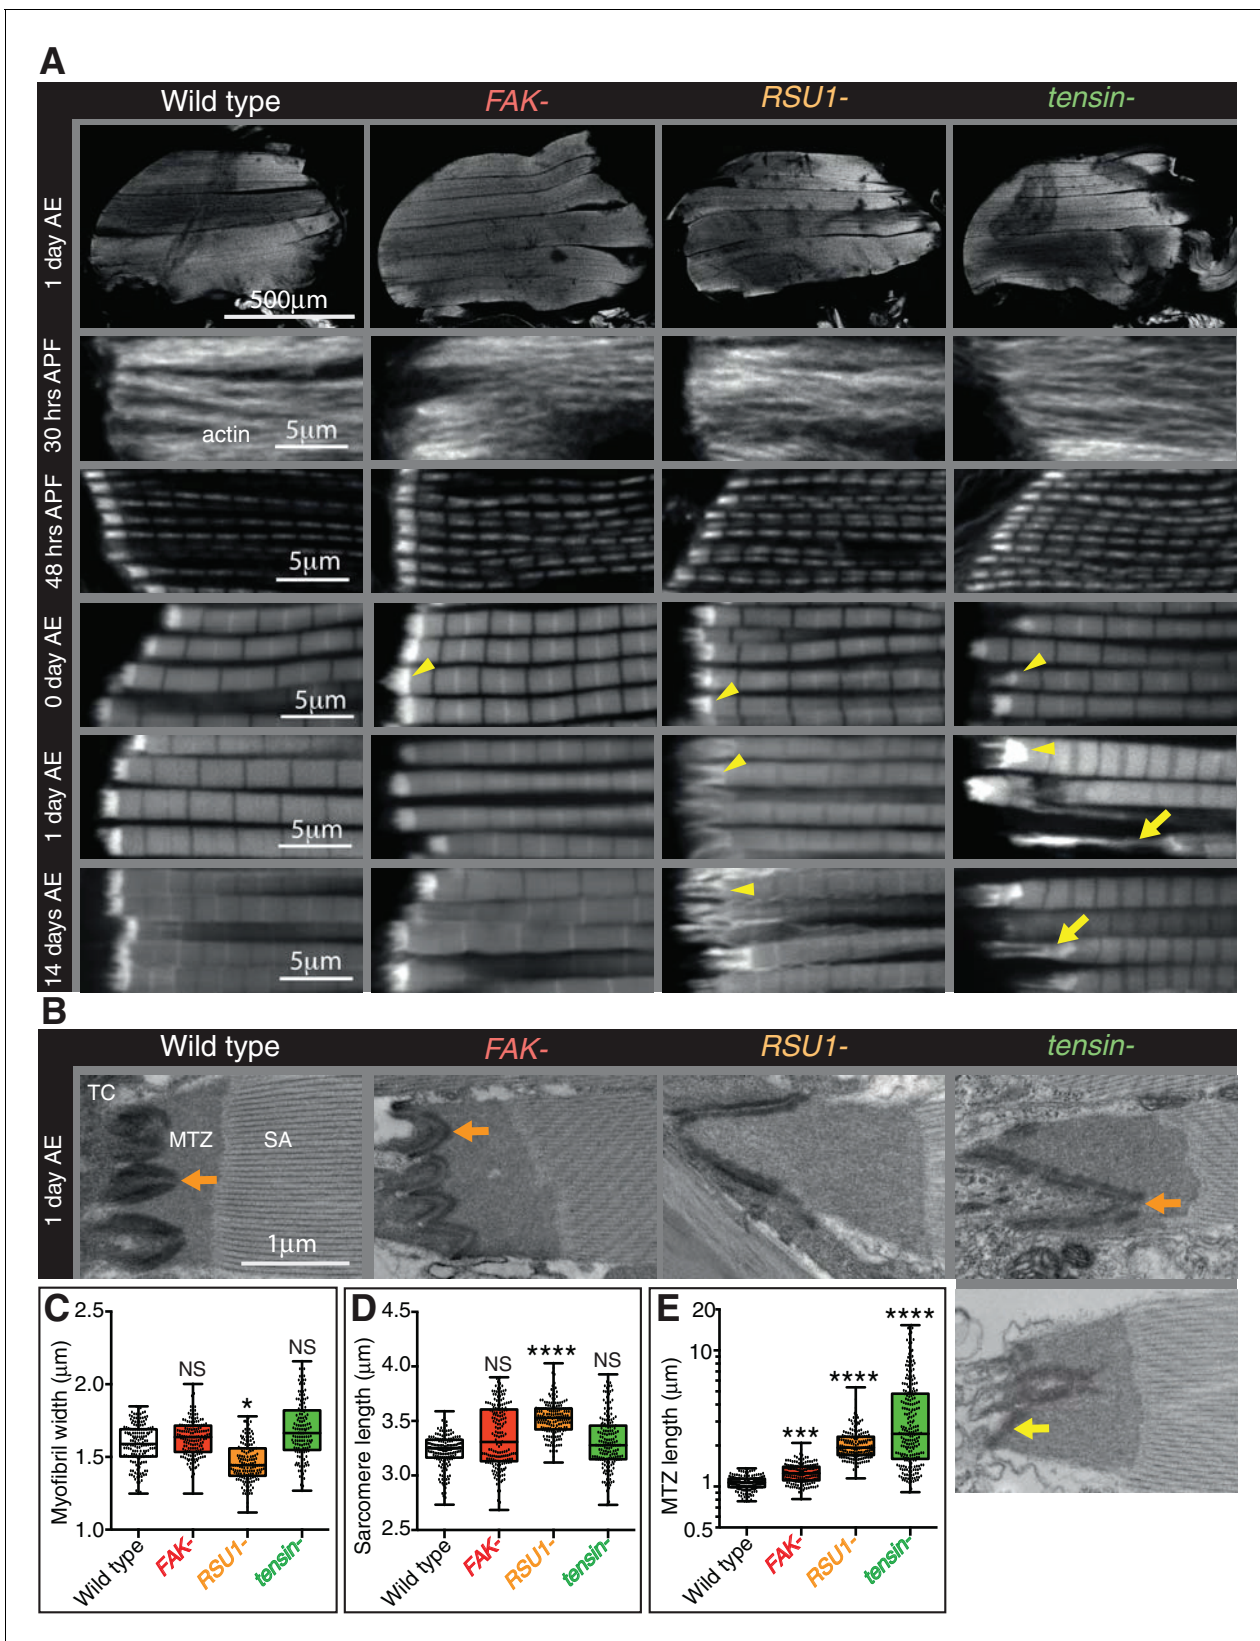 A
Wild type FAK- RSU1- tensin-
1 day AE
500µm
30 hrs APF
actin 5µm
48 hrs APF
5µm
0 day AE
5µm
1 day AE
5µm
14 days AE
5µm
B
Wild type FAK- RSU1- tensin-
1 day AE
TC
MTZ SA
1µm
C
Myofibril width (µm)
2.5
2.0
1.5
1.0
NS
*
NS
Wild type
FAK-
RSU1-
tensin-
D
Sarcomere length (µm)
4.5
4.0
3.5
3.0
2.5
NS
****
NS
Wild type
FAK-
RSU1-
tensin-
E
MTZ length (µm)
20
10
1
0.5
***
****
****
Wild type
FAK-
RSU1-
tensin-